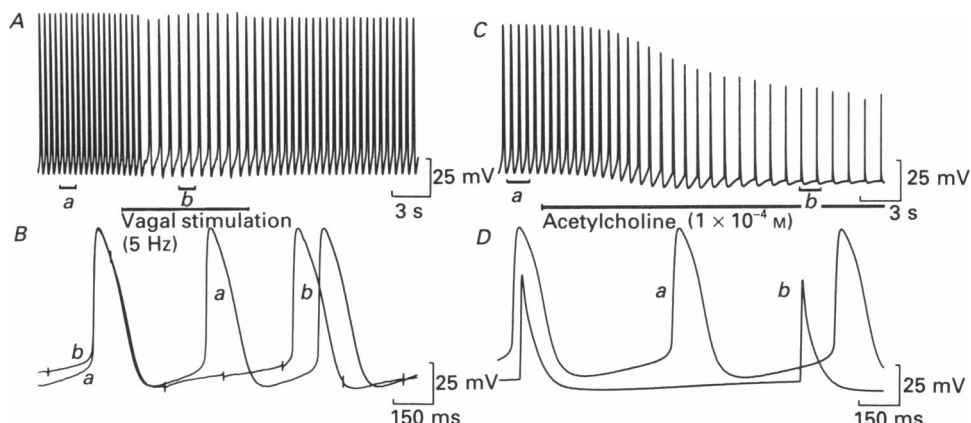 A
a
b
25 mV
3 s
Vagal stimulation
(5 Hz)
B
b
a
a
b
25 mV
150 ms
C
a
b
25 mV
3 s
Acetylcholine (1 × 10⁻⁴ M)
D
a
b
25 mV
150 ms